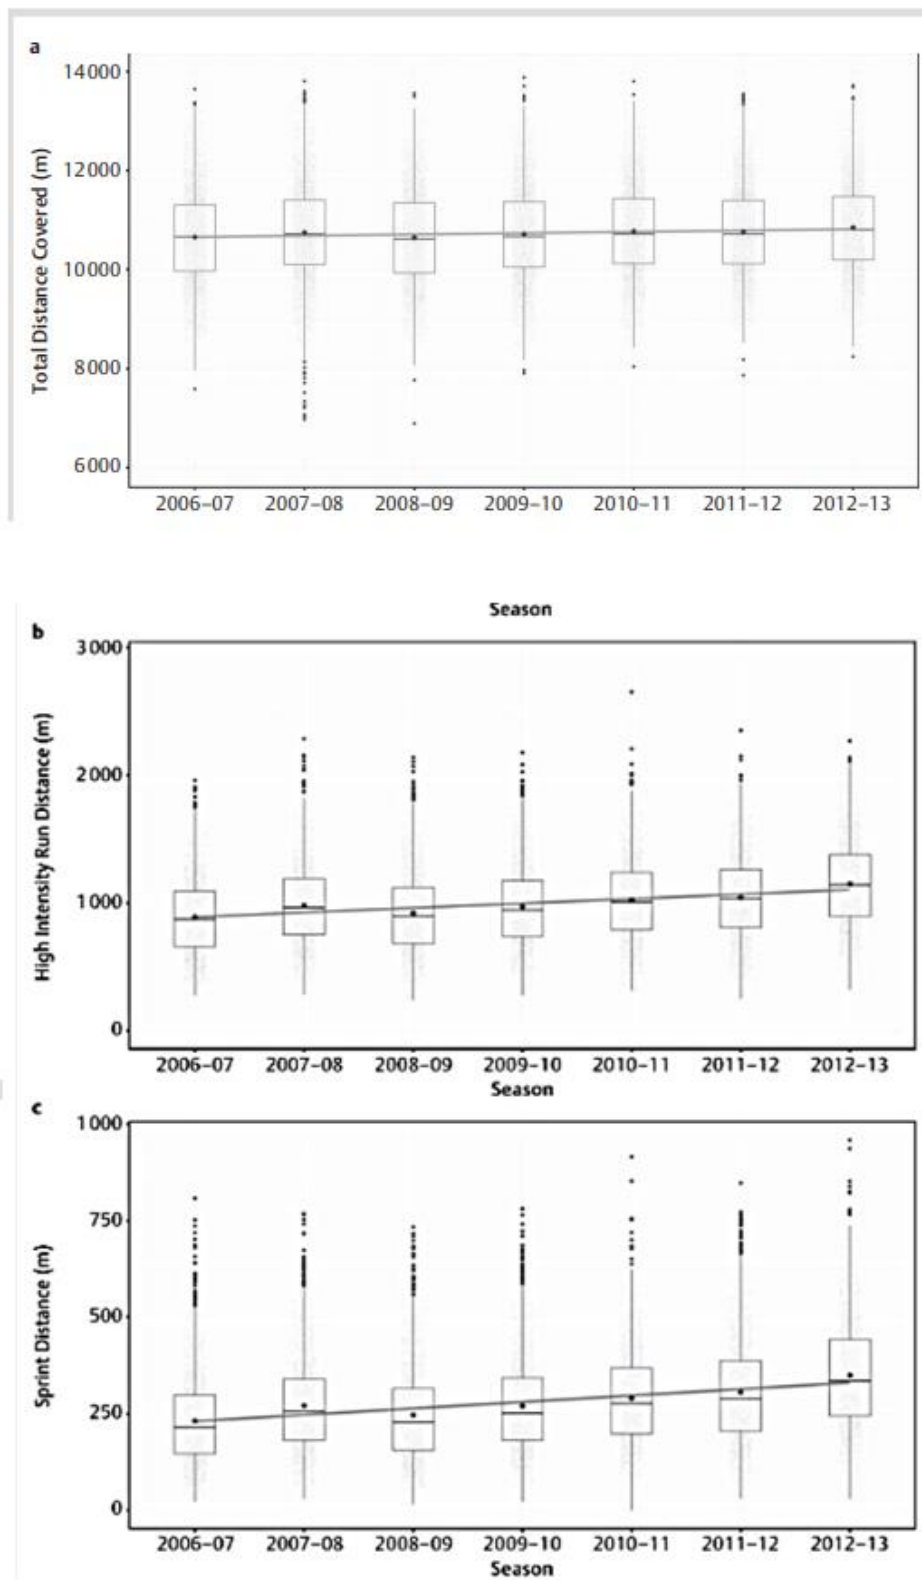 a
Total Distance Covered (m)
14000
12000
10000
8000
6000
2006–07 2007–08 2008–09 2009–10 2010–11 2011–12 2012–13
Season
b
High Intensity Run Distance (m)
3000
2000
1000
0
2006–07 2007–08 2008–09 2009–10 2010–11 2011–12 2012–13
Season
c
Sprint Distance (m)
1000
750
500
250
0
2006–07 2007–08 2008–09 2009–10 2010–11 2011–12 2012–13
Season